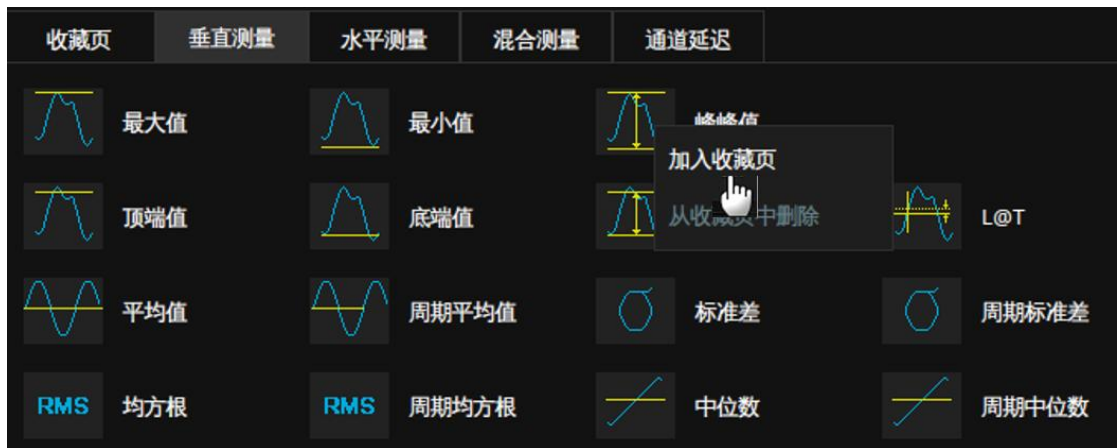 收藏页 垂直测量 水平测量 混合测量 通道延迟
最大值 最小值 峰峰值
加入收藏页
顶端值 底端值 从收藏页中删除 L@T
平均值 周期平均值 标准差 周期标准差
RMS 均方根 RMS 周期均方根 中位数 周期中位数